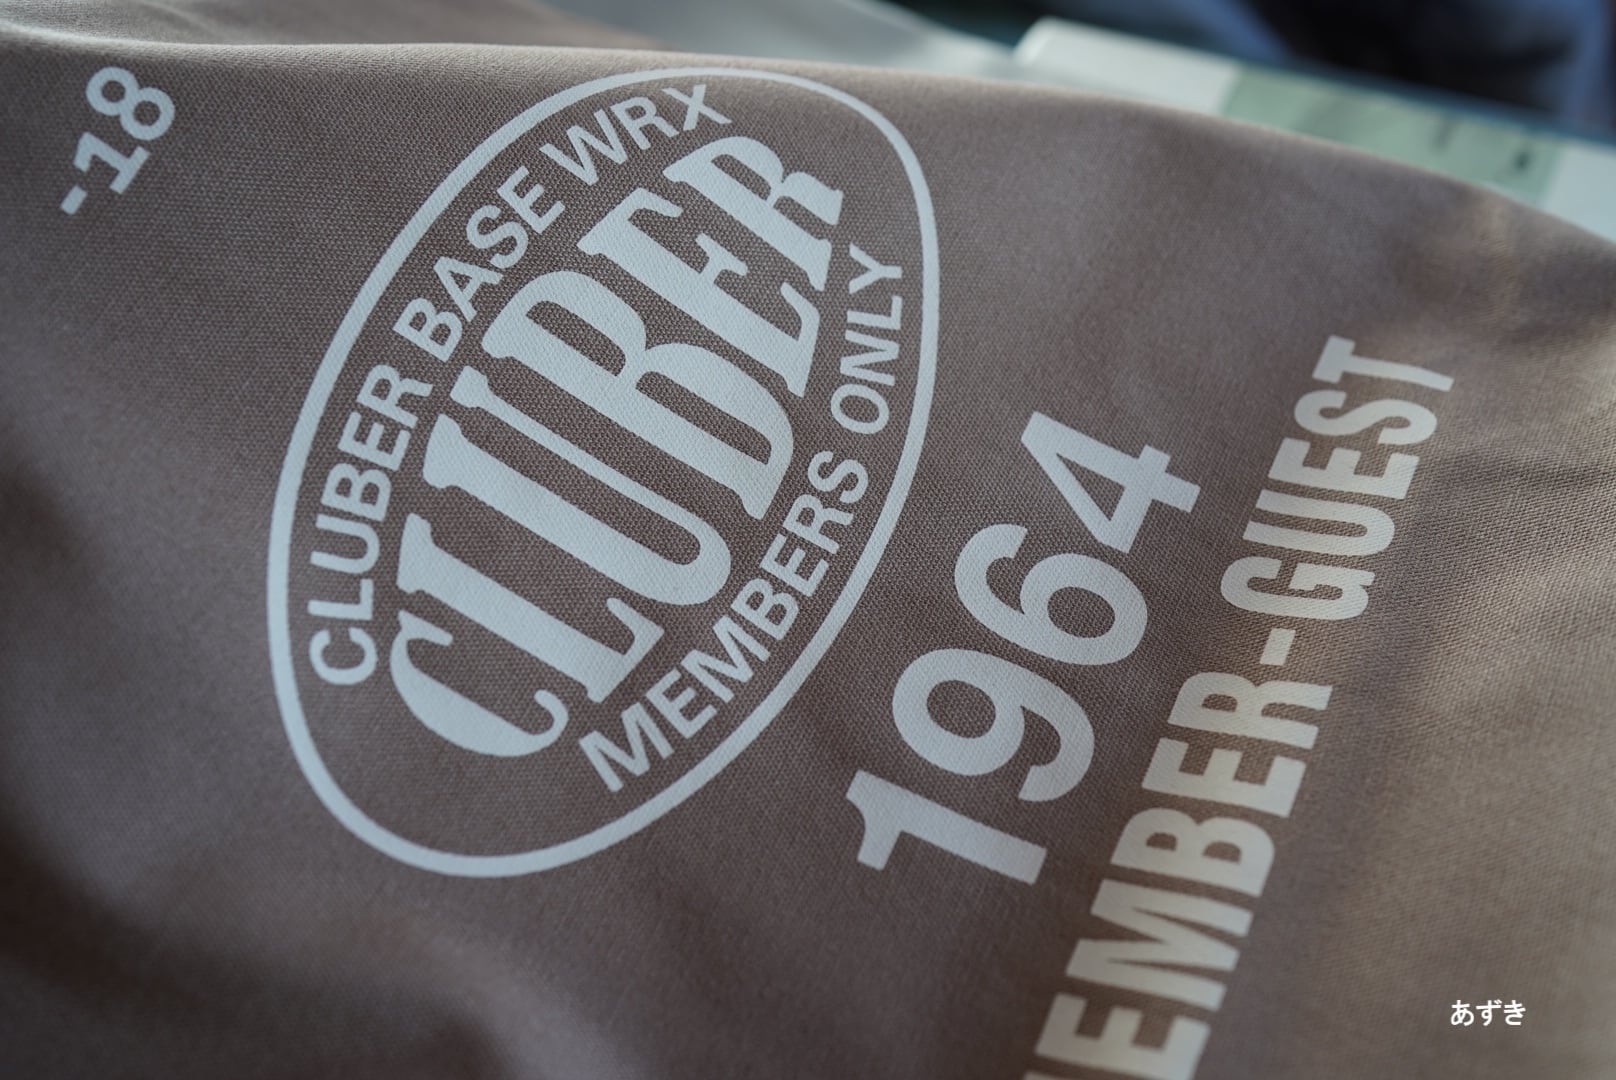 -18
CLUBER BASE WRX
CLUBER
MEMBERS ONLY
1964
MEMBER-GUEST
あずき